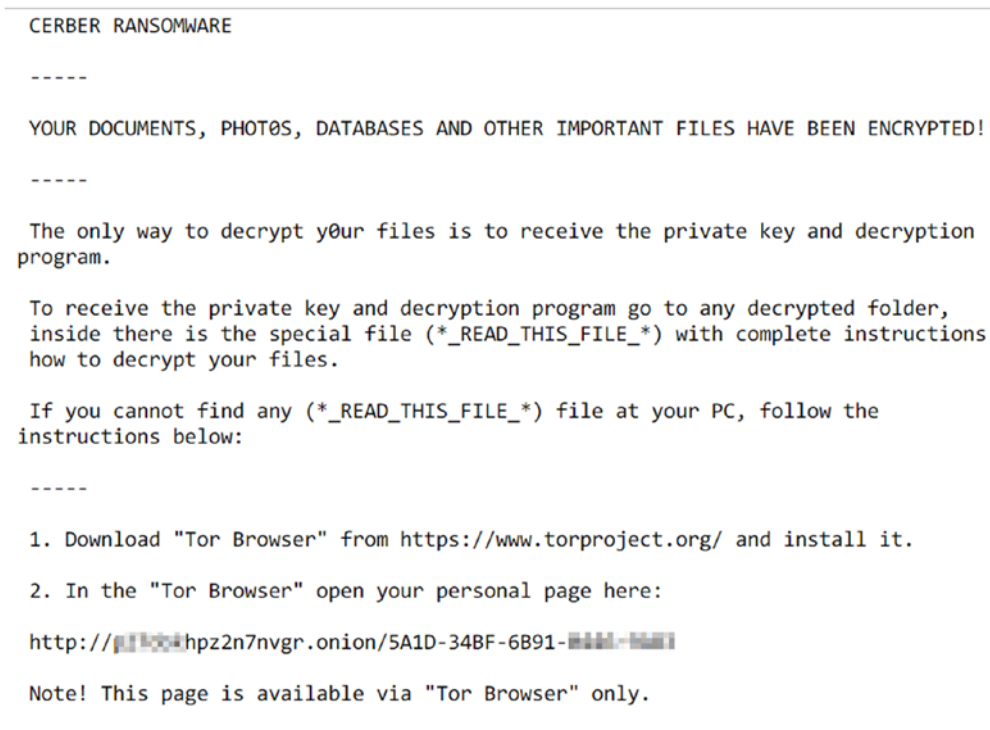 CERBER RANSOMWARE
-----
YOUR DOCUMENTS, PHOT0S, DATABASES AND OTHER IMPORTANT FILES HAVE BEEN ENCRYPTED!
-----
The only way to decrypt y0ur files is to receive the private key and decryption
program.
To receive the private key and decryption program go to any decrypted folder,
inside there is the special file (*_READ_THIS_FILE_*) with complete instructions
how to decrypt your files.
If you cannot find any (*_READ_THIS_FILE_*) file at your PC, follow the
instructions below:
-----
1. Download "Tor Browser" from https://www.torproject.org/ and install it.
2. In the "Tor Browser" open your personal page here:
http://hpz2n7nvgr.onion/5A1D-34BF-6B91-
Note! This page is available via "Tor Browser" only.